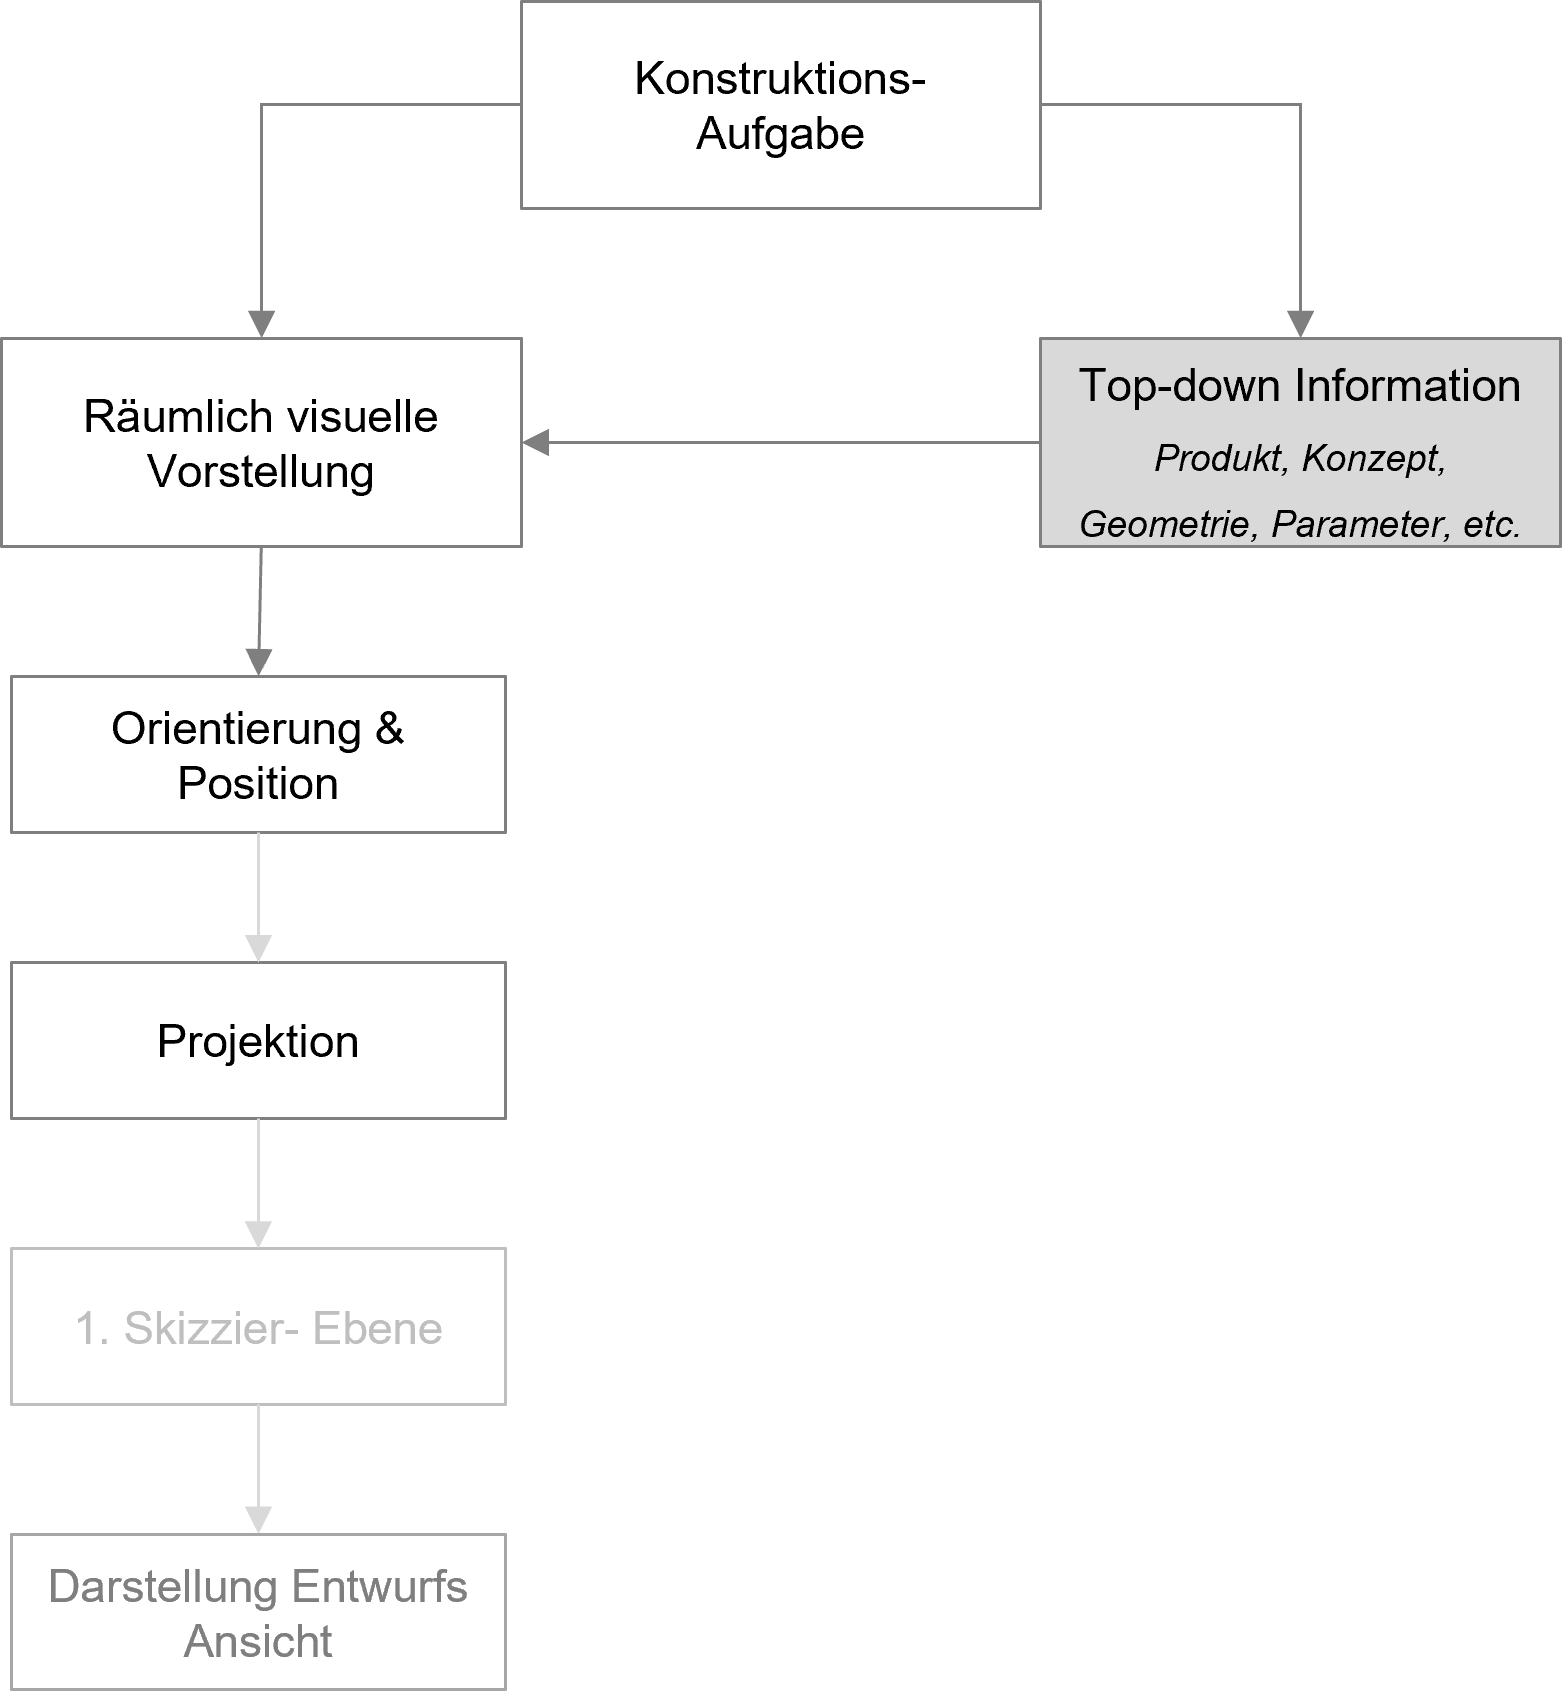 Konstruktions-
Aufgabe
Räumlich visuelle
Vorstellung
Top-down Information
Produkt, Konzept,
Geometrie, Parameter, etc.
Orientierung &
Position
Projektion
1. Skizzier- Ebene
Darstellung Entwurfs
Ansicht